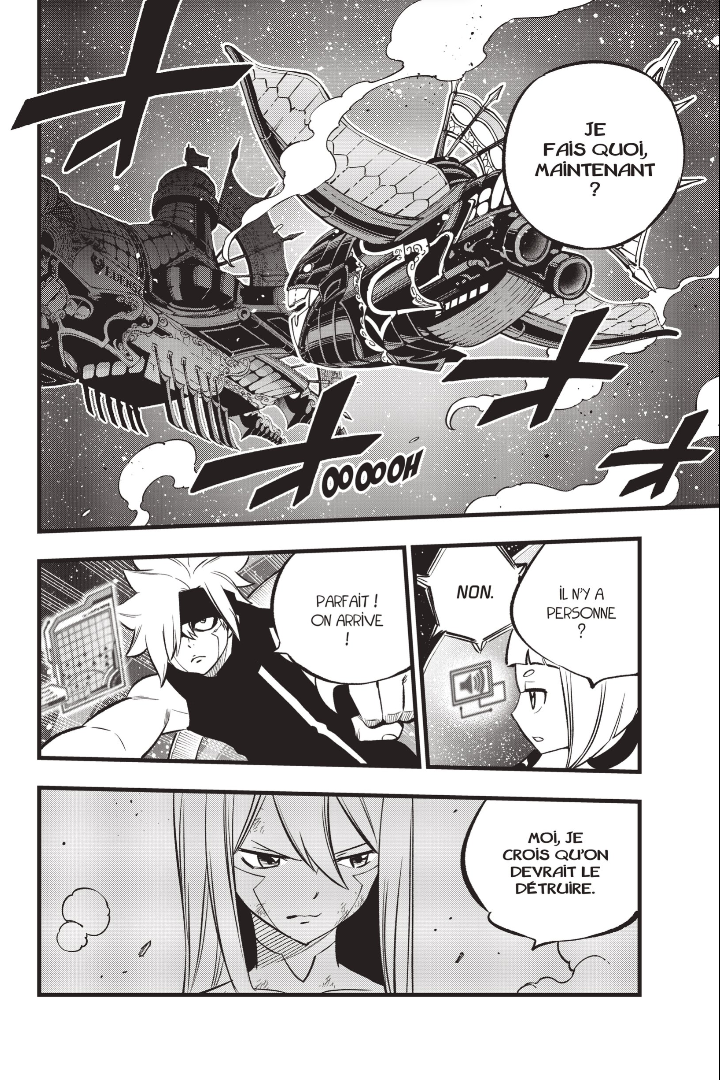 JE
FAIS QUOI,
MAINTENANT
?
OOOOOH
IL N'Y A
PERSONNE
?
NON.
PARFAIT !
ON ARRIVE
!
MOI, JE
CROIS QU'ON
DEVRAIT LE
DÉTRUIRE.